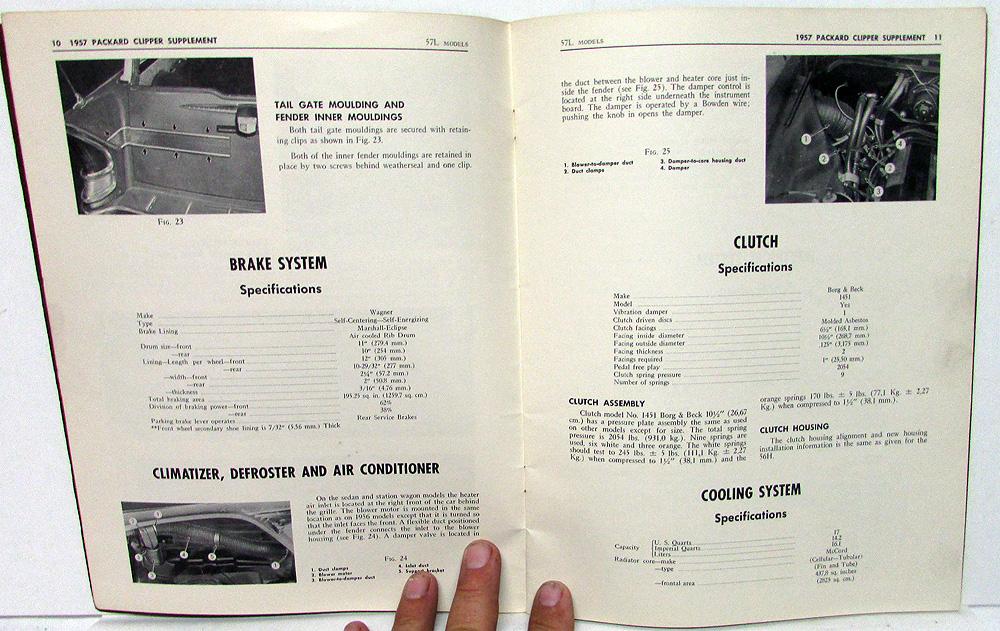 10 1957 PACKARD CLIPPER SUPPLEMENT
57L MODELS
TAIL GATE MOULDING AND
FENDER INNER MOULDINGS
Both tail gate mouldings are secured with retain-
ing clips as shown in Fig. 23.
Both of the inner fender mouldings are retained in
place by two screws behind weatherseal and one clip.
FIG. 23
BRAKE SYSTEM
Specifications
Make Wagner
Type Self-Centering—Self-Energizing
Brake Lining Marshall-Eclipse
Air cooled Rib Drum
Drum size—front 11" (279.4 mm.)
—rear 10" (254 mm.)
Lining—Length per wheel—front 12" (305 mm.)
—rear 10-29/32" (277 mm.)
—width—front 2¼" (57.2 mm.)
—rear 2" (50.8 mm.)
—thickness 3/16" (4.76 mm.)
Total braking area 195.25 sq. in. (1259.7 sq. cm.)
Division of braking power—front 62%
—rear 38%
Parking brake lever operates Rear Service Brakes
**Front wheel secondary shoe lining is 7/32" (5.56 mm.) Thick
CLIMATIZER, DEFROSTER AND AIR CONDITIONER
On the sedan and station wagon models the heater
air inlet is located at the right front of the car behind
the grille. The blower motor is mounted in the same
location as on 1956 models except that it is turned so
that the inlet faces the front. A flexible duct positioned
under the fender connects the inlet to the blower
housing (see Fig. 24). A damper valve is located in
FIG. 24
1. Duct clamps
2. Blower motor
3. Blower-to-damper duct
4. Inlet duct
5. Support bracket
57L MODELS
1957 PACKARD CLIPPER SUPPLEMENT 11
the duct between the blower and heater core just in-
side the fender (see Fig. 25). The damper control is
located at the right side underneath the instrument
board. The damper is operated by a Bowden wire;
pushing the knob in opens the damper.
FIG. 25
1. Blower-to-damper duct
2. Duct clamps
3. Damper-to-core housing duct
4. Damper
CLUTCH
Specifications
Make Borg & Beck
Model 1451
Vibration damper Yes
Clutch driven discs 1
Clutch facings Molded Asbestos
Facing inside diameter 6½" (165,1 mm.)
Facing outside diameter 10½" (266,7 mm.)
Facing thickness .125" (3,175 mm.)
Facings required 2
Pedal free play 1" (25,50 mm.)
Clutch spring pressure 2054
Number of springs 9
CLUTCH ASSEMBLY
Clutch model No. 1451 Borg & Beck 10½" (26,67
cm.) has a pressure plate assembly the same as used
on other models except for size. The total spring
pressure is 2054 lbs. (931,0 kg.). Nine springs are
used, six white and three orange. The white springs
should test to 245 lbs. ± 5 lbs. (111,1 Kg. ± 2,27
Kg.) when compressed to 1½" (38,1 mm.) and the
orange springs 170 lbs. ± 5 lbs. (77,1 Kg. ± 2,27
Kg.) when compressed to 1½" (38,1 mm.).
CLUTCH HOUSING
The clutch housing alignment and new housing
installation information is the same as given for the
56H.
COOLING SYSTEM
Specifications
Capacity
U. S. Quarts 17
Imperial Quarts 14.2
Liters 16.1
Radiator core—make McCord
—type (Cellular—Tubular)
(Fin and Tube)
—frontal area 437.8 sq. inches
(2825 sq. cm.)